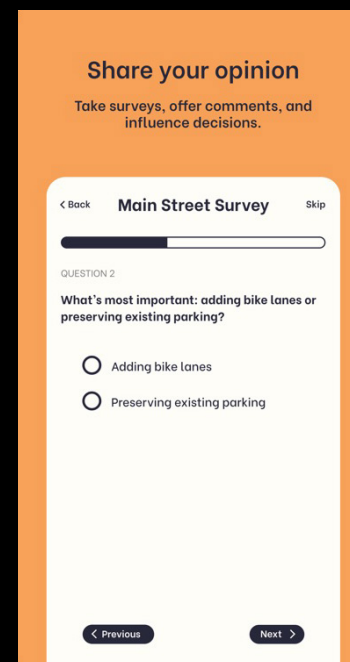 Share your opinion
Take surveys, offer comments, and
influence decisions.
< Back Main Street Survey Skip
QUESTION 2
What's most important: adding bike lanes or
preserving existing parking?
Adding bike lanes
Preserving existing parking
< Previous Next >